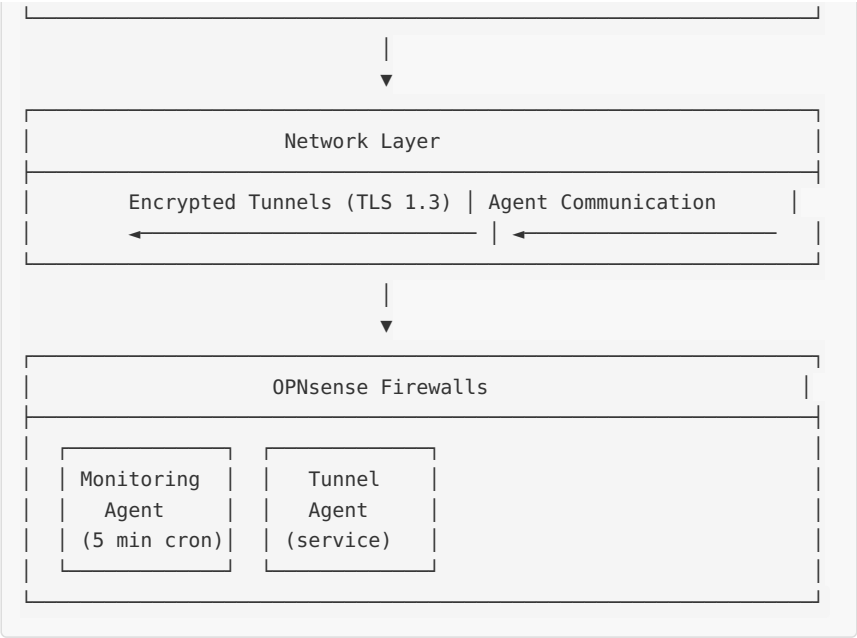 Network Layer
Encrypted Tunnels (TLS 1.3) │ Agent Communication
OPNsense Firewalls
Monitoring Tunnel
Agent Agent
(5 min cron) (service)